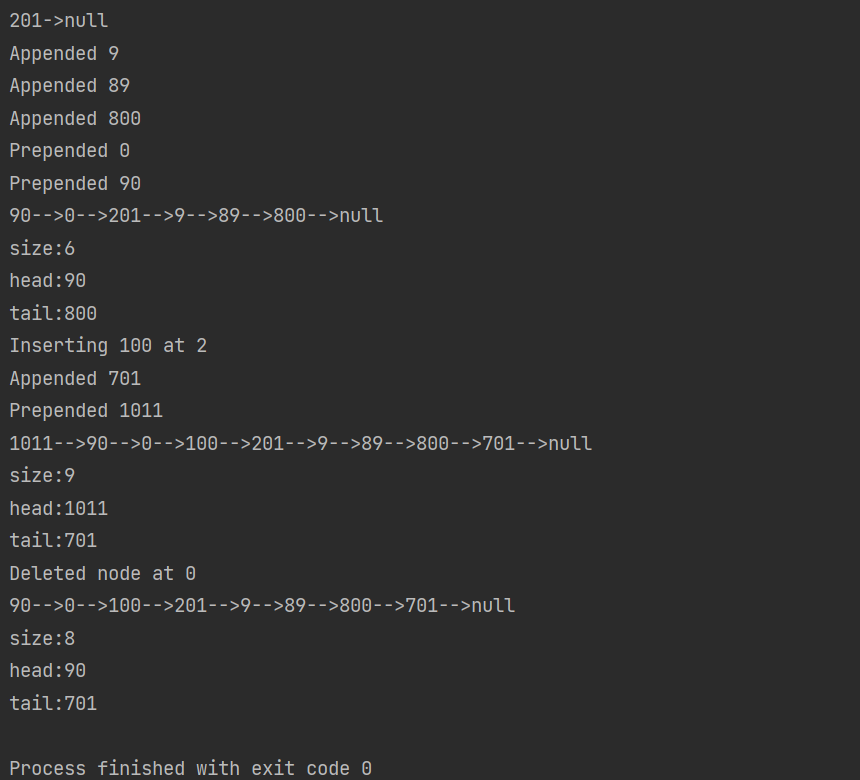 201->null
Appended 9
Appended 89
Appended 800
Prepended 0
Prepended 90
90-->0-->201-->9-->89-->800-->null
size:6
head:90
tail:800
Inserting 100 at 2
Appended 701
Prepended 1011
1011-->90-->0-->100-->201-->9-->89-->800-->701-->null
size:9
head:1011
tail:701
Deleted node at 0
90-->0-->100-->201-->9-->89-->800-->701-->null
size:8
head:90
tail:701
Process finished with exit code 0